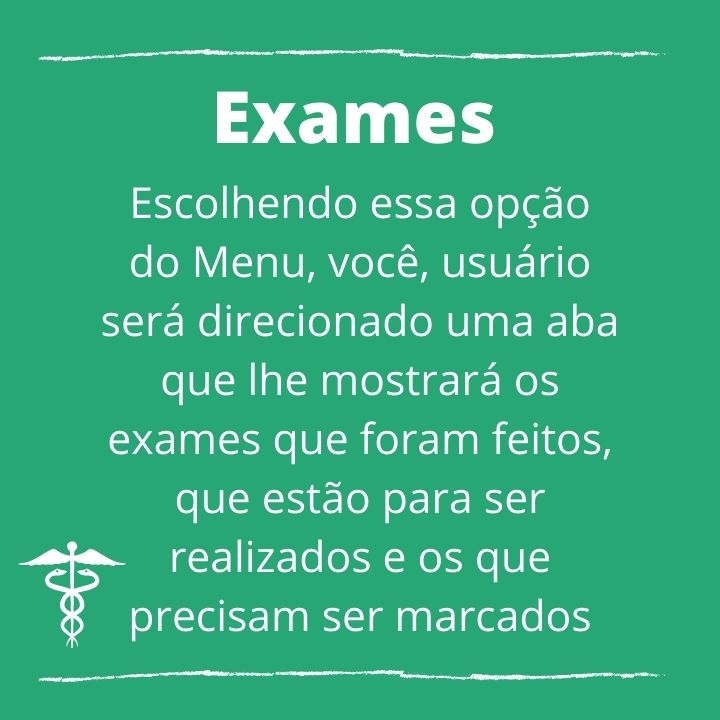 Exames
Escolhendo essa opção
do Menu, você, usuário
será direcionado uma aba
que lhe mostrará os
exames que foram feitos,
que estão para ser
realizados e os que
precisam ser marcados